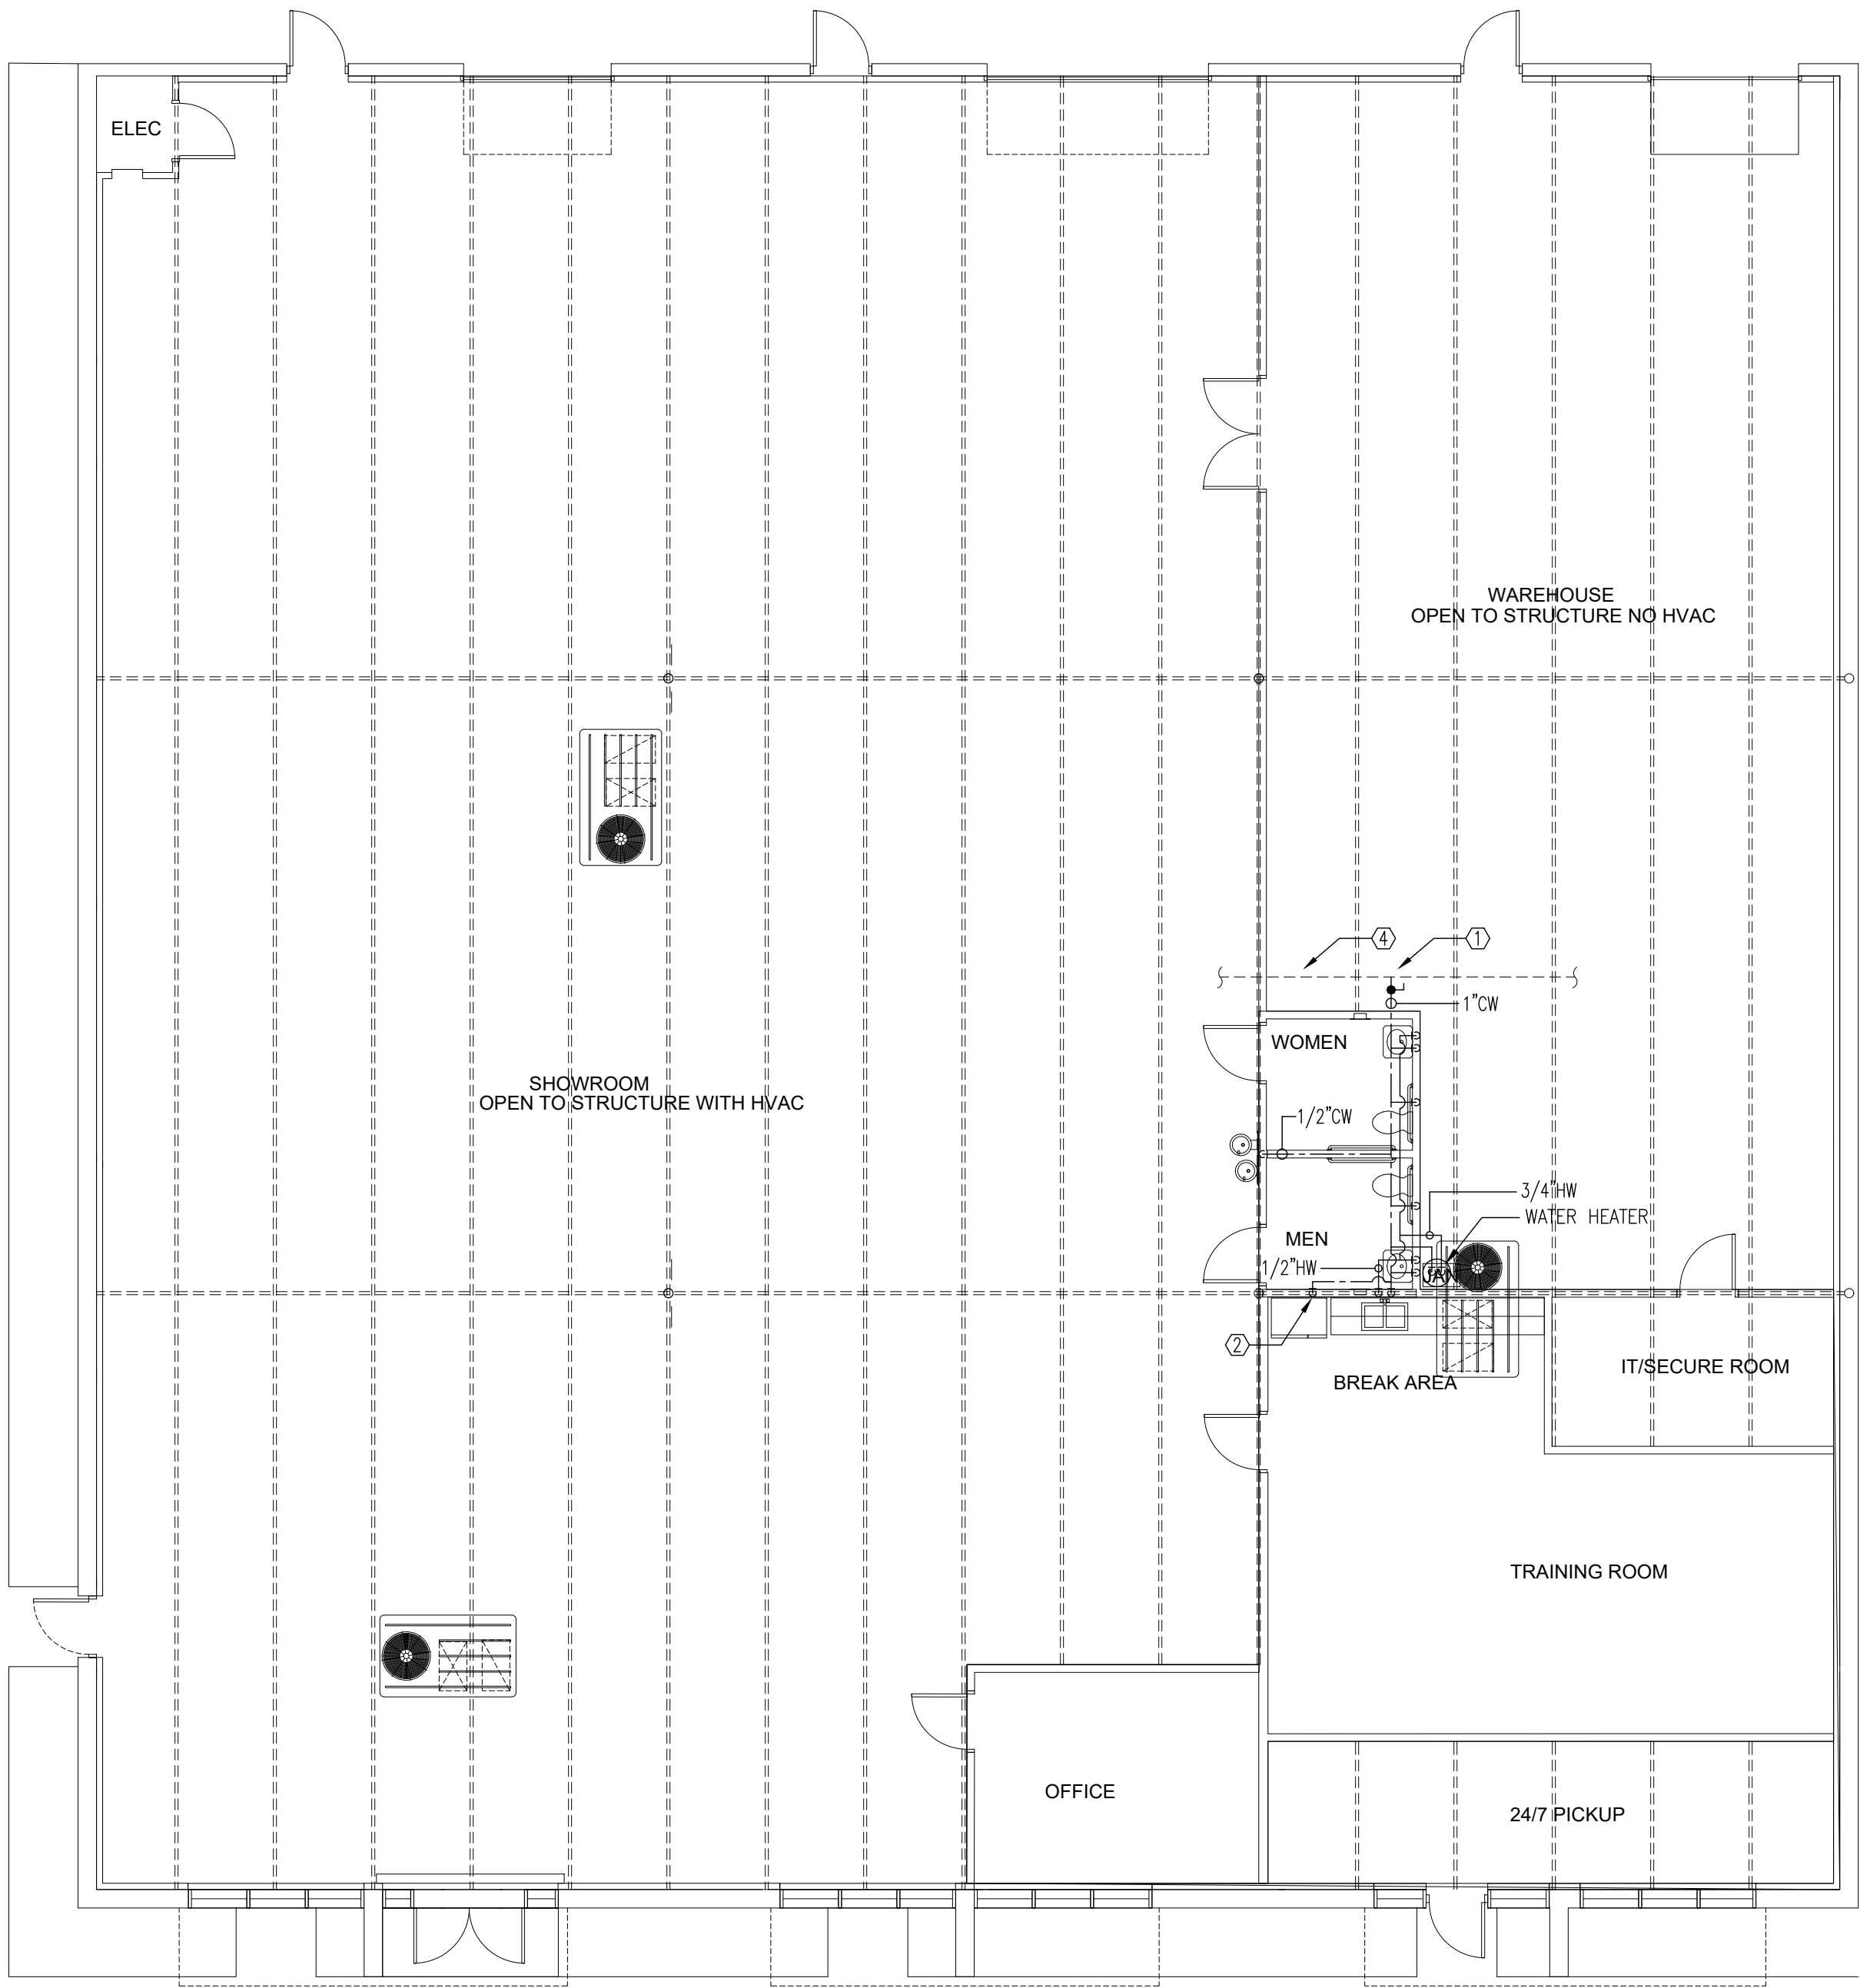 ELEC
WAREHOUSE
OPEN TO STRUCTURE NO HVAC
4
1
1"CW
WOMEN
SHOWROOM
OPEN TO STRUCTURE WITH HVAC
1/2"CW
3/4"HW
WATER HEATER
MEN
1/2"HW
JAN
2
IT/SECURE ROOM
BREAK AREA
TRAINING ROOM
OFFICE
24/7 PICKUP